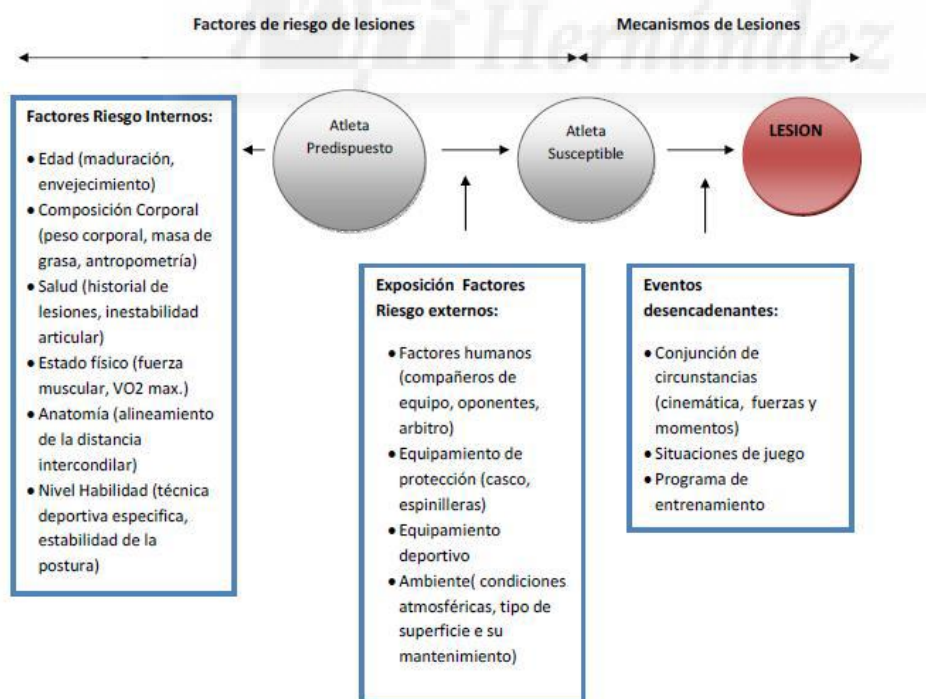 Factores de riesgo de lesiones
Mecanismos de Lesiones
Hernández
Factores Riesgo Internos:
• Edad (maduración,
envejecimiento)
• Composición Corporal
(peso corporal, masa de
grasa, antropometría)
• Salud (historial de
lesiones, inestabilidad
articular)
• Estado físico (fuerza
muscular, VO2 max.)
• Anatomía (alineamiento
de la distancia
intercondilar)
• Nivel Habilidad (técnica
deportiva especifica,
estabilidad de la
postura)
Atleta
Predispuesto
Atleta
Susceptible
LESION
Exposición Factores
Riesgo externos:
• Factores humanos
(compañeros de
equipo, oponentes,
arbitro)
• Equipamiento de
protección (casco,
espinilleras)
• Equipamiento
deportivo
• Ambiente( condiciones
atmosféricas, tipo de
superficie e su
mantenimiento)
Eventos
desencadenantes:
• Conjunción de
circunstancias
(cinemática, fuerzas y
momentos)
• Situaciones de juego
• Programa de
entrenamiento